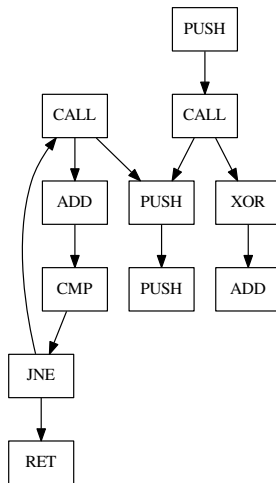 PUSH
CALL CALL
ADD PUSH XOR
CMP PUSH ADD
JNE
RET